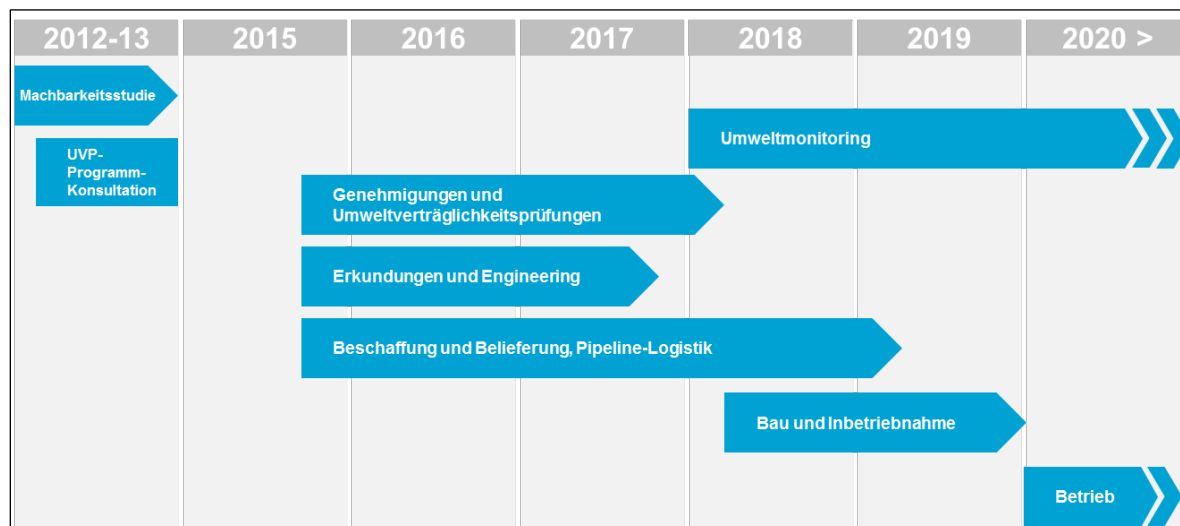 2012-13 2015 2016 2017 2018 2019 2020 >
Machbarkeitsstudie
Umweltmonitoring
UVP-
Programm-
Konsultation
Genehmigungen und
Umweltverträglichkeitsprüfungen
Erkundungen und Engineering
Beschaffung und Belieferung, Pipeline-Logistik
Bau und Inbetriebnahme
Betrieb